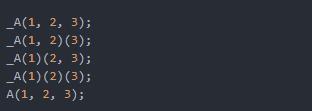 _A(1, 2, 3);
_A(1, 2)(3);
_A(1)(2, 3);
_A(1)(2)(3);
A(1, 2, 3);